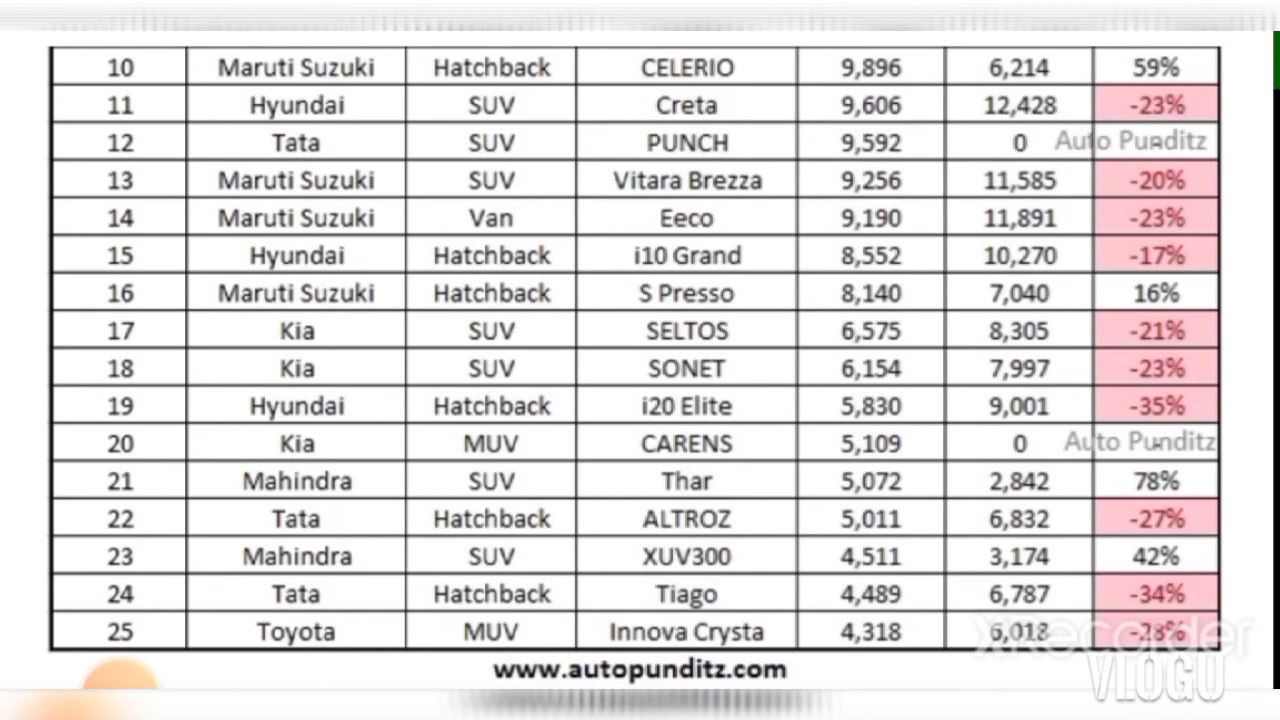 10 Maruti Suzuki Hatchback CELERIO 9,896 6,214 59%
11 Hyundai SUV Creta 9,606 12,428 -23%
12 Tata SUV PUNCH 9,592 0 - Auto Punditz
13 Maruti Suzuki SUV Vitara Brezza 9,256 11,585 -20%
14 Maruti Suzuki Van Eeco 9,190 11,891 -23%
15 Hyundai Hatchback i10 Grand 8,552 10,270 -17%
16 Maruti Suzuki Hatchback S Presso 8,140 7,040 16%
17 Kia SUV SELTOS 6,575 8,305 -21%
18 Kia SUV SONET 6,154 7,997 -23%
19 Hyundai Hatchback i20 Elite 5,830 9,001 -35%
20 Kia MUV CARENS 5,109 0 - Auto Punditz
21 Mahindra SUV Thar 5,072 2,842 78%
22 Tata Hatchback ALTROZ 5,011 6,832 -27%
23 Mahindra SUV XUV300 4,511 3,174 42%
24 Tata Hatchback Tiago 4,489 6,787 -34%
25 Toyota MUV Innova Crysta 4,318 6,018 -28%
XRecorder
www.autopunditz.com
VLOGU